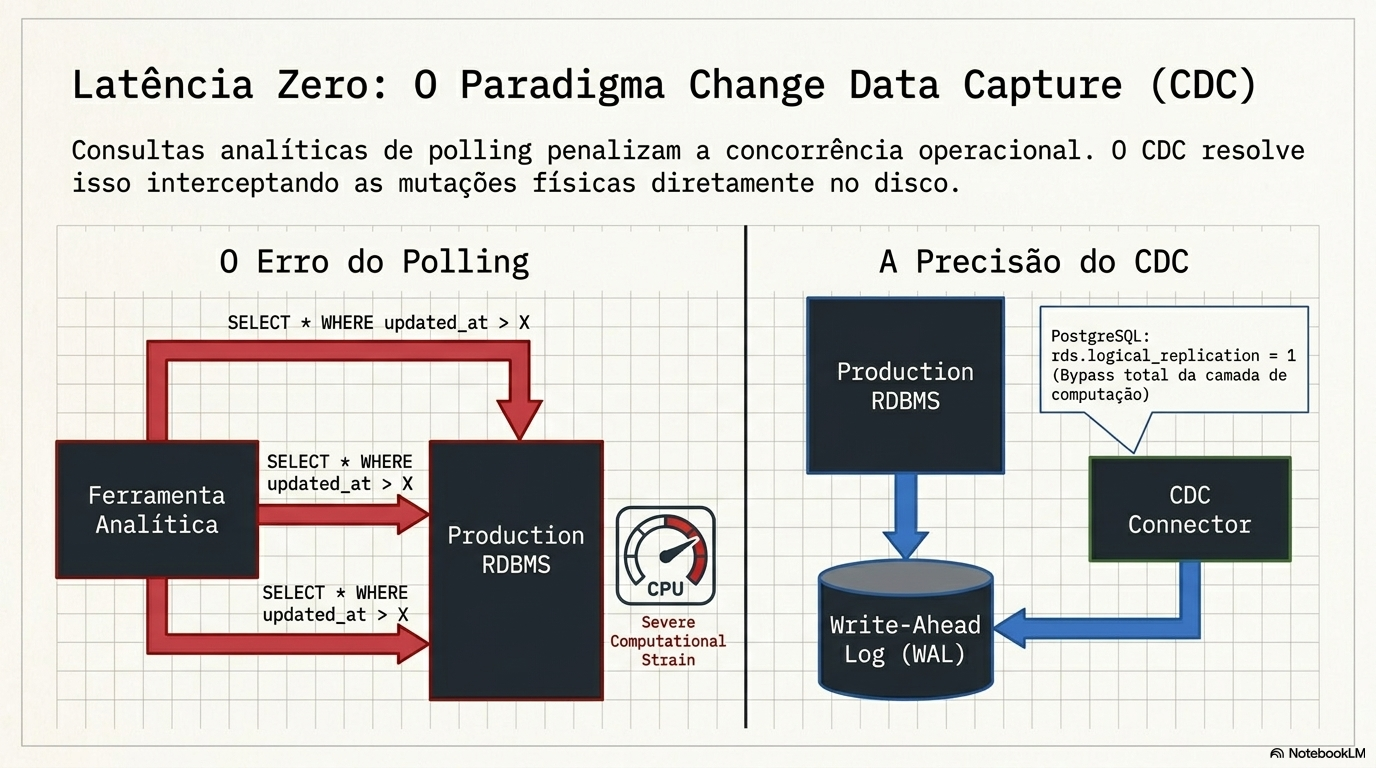 Latência Zero: O Paradigma Change Data Capture (CDC)
Consultas analíticas de polling penalizam a concorrência operacional. O CDC resolve
isso interceptando as mutações físicas diretamente no disco.
O Erro do Polling
SELECT * WHERE updated_at > X
Ferramenta
Analítica
SELECT * WHERE
updated_at > X
SELECT * WHERE
updated_at > X
Production
RDBMS
CPU
Severe
Computational
Strain
A Precisão do CDC
Production
RDBMS
PostgreSQL:
rds.logical_replication = 1
(Bypass total da camada de
computação)
CDC
Connector
Write-Ahead
Log (WAL)
NotebookLM